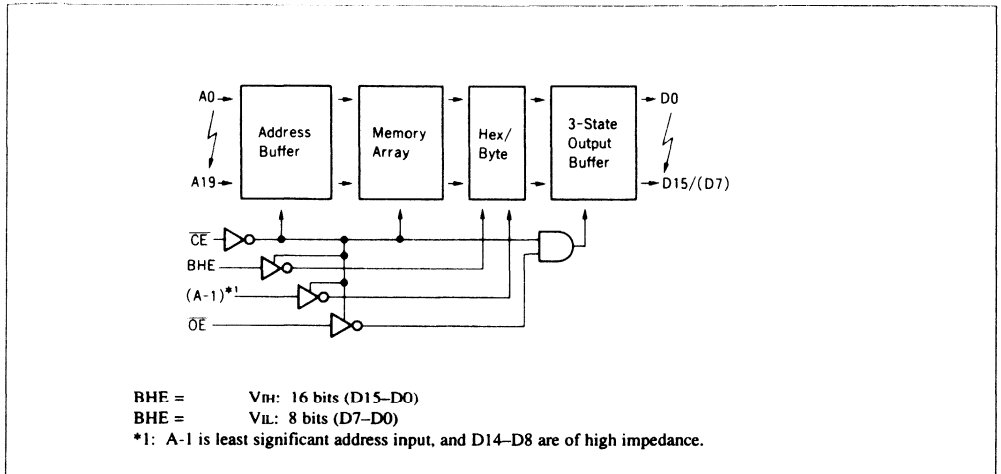 A0
Address
Buffer
Memory
Array
Hex/
Byte
3-State
Output
Buffer
D0
A19
D15/(D7)
CE
BHE
(A-1)*1
OE
BHE = VIH: 16 bits (D15–D0)
BHE = VIL: 8 bits (D7–D0)
*1: A-1 is least significant address input, and D14–D8 are of high impedance.